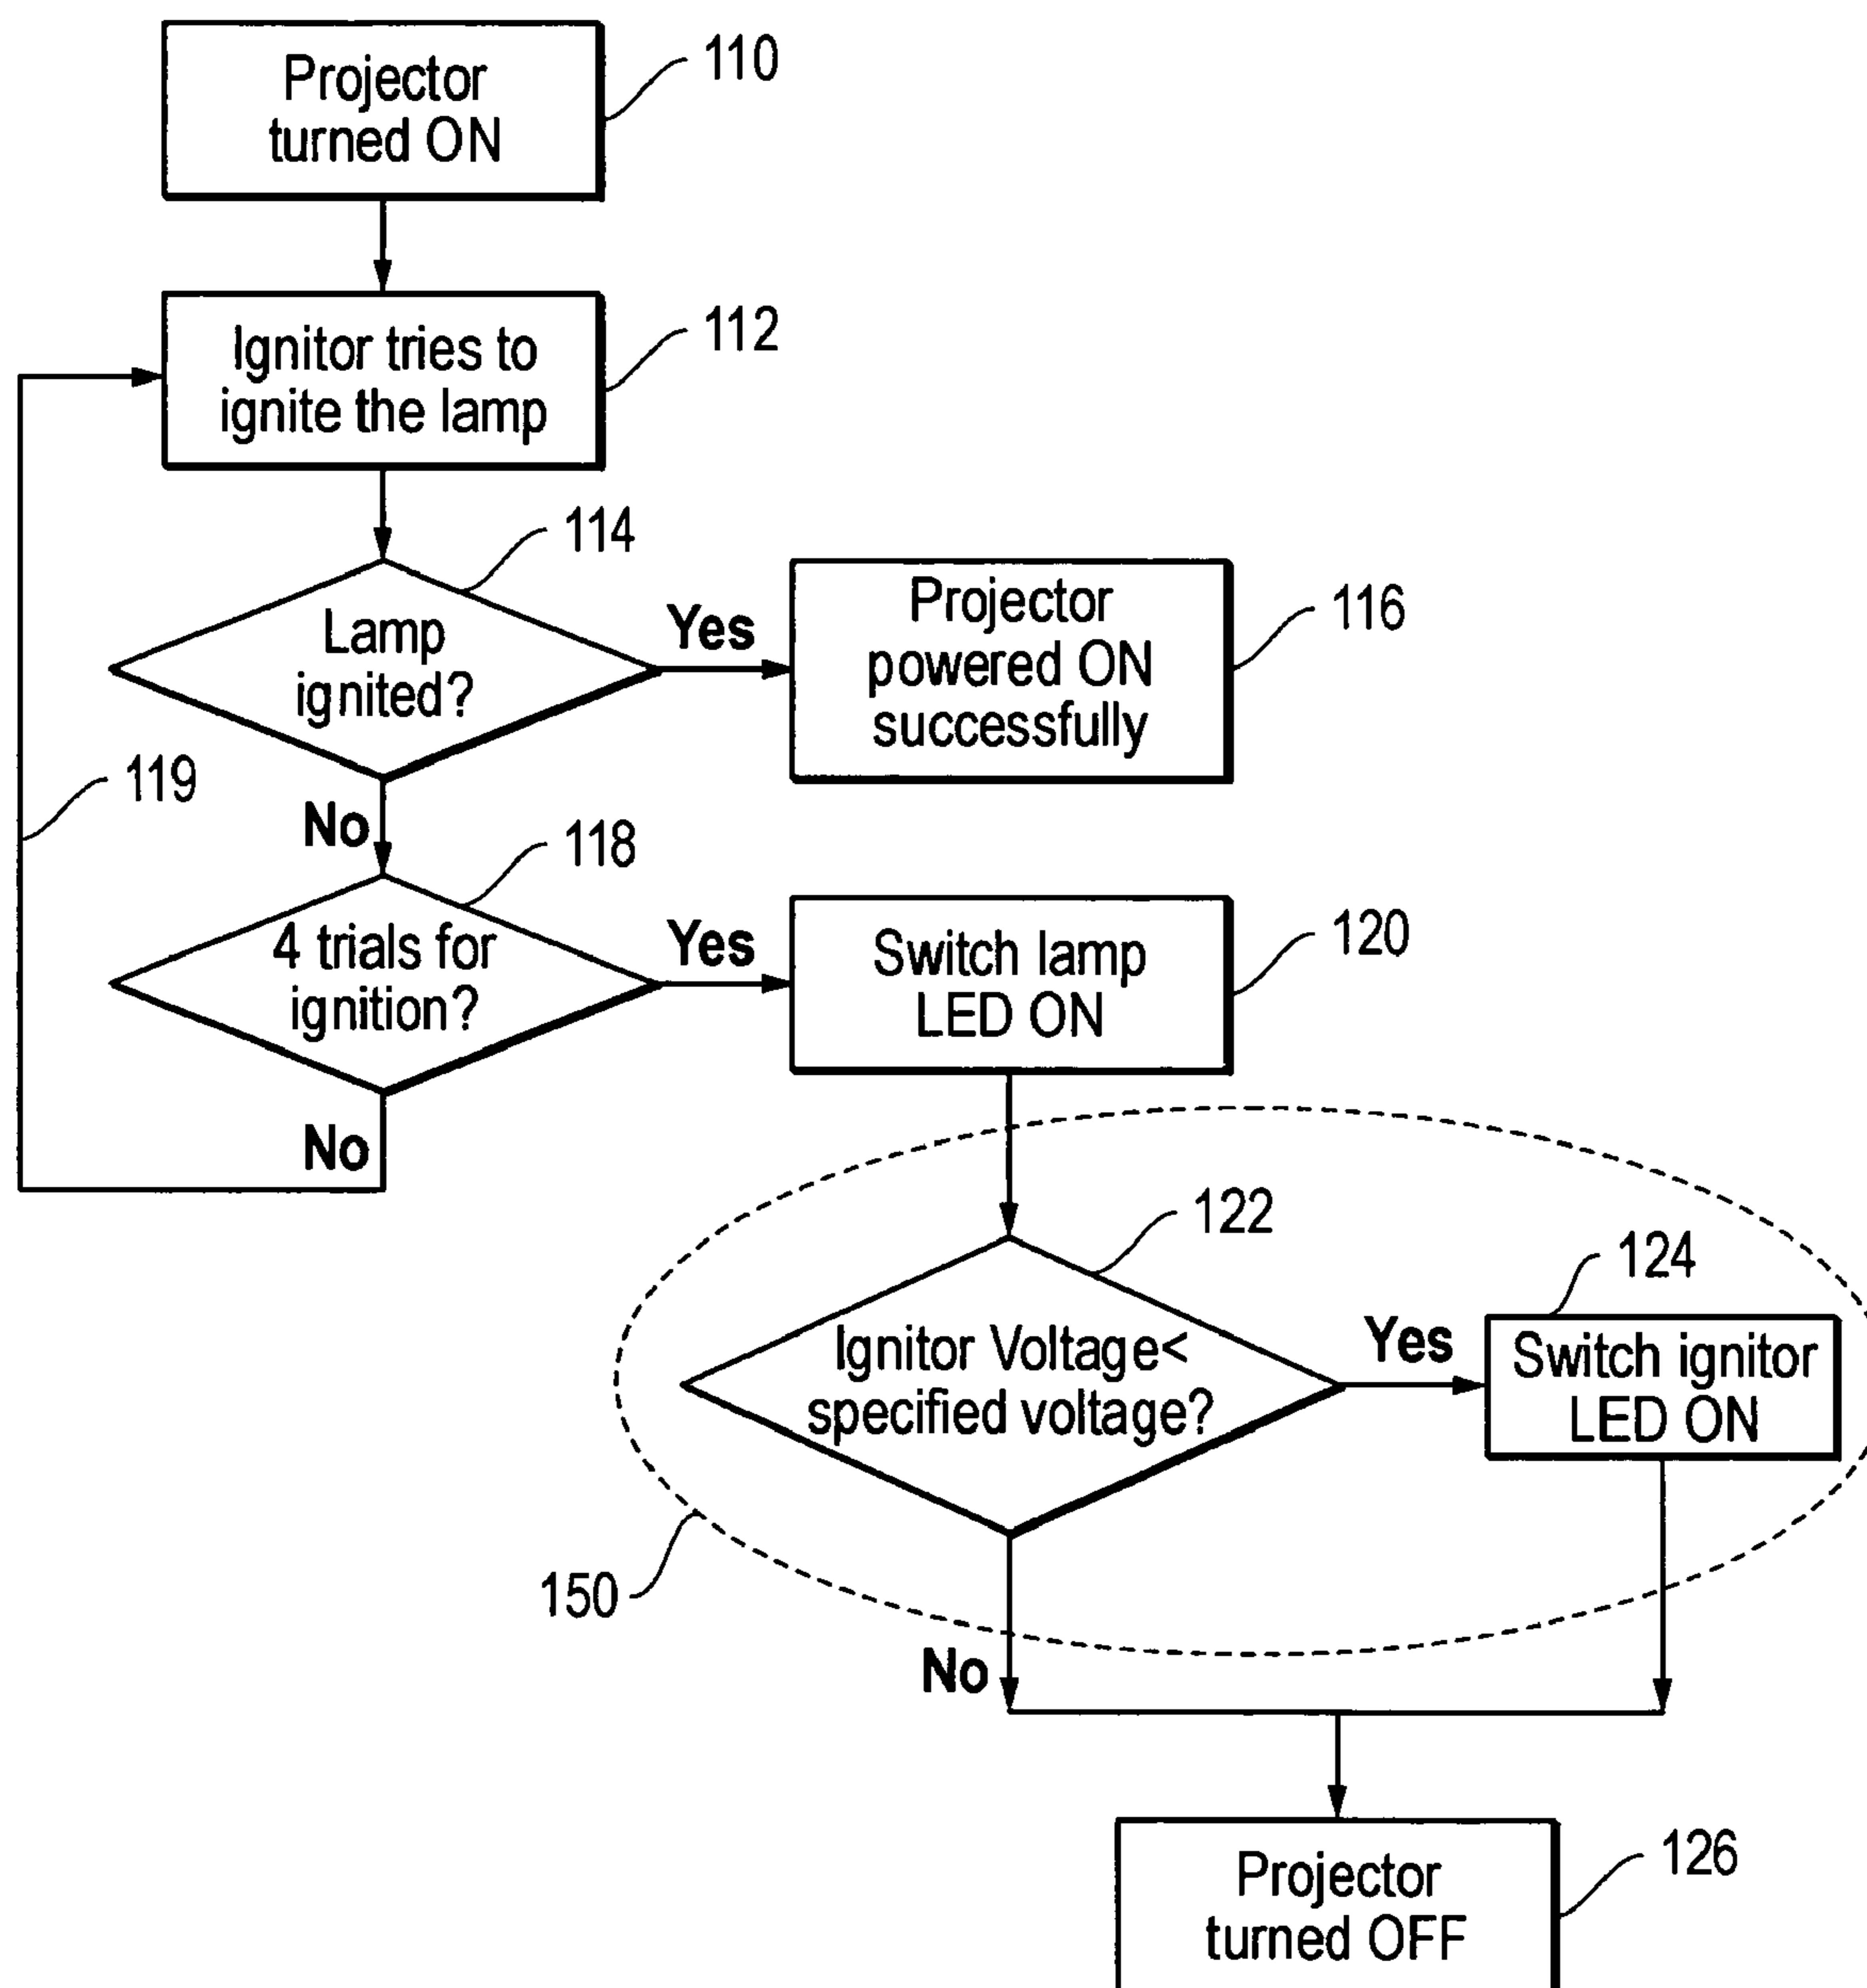 Projector
turned ON
110
Ignitor tries to
ignite the lamp
112
114
Lamp
ignited?
Yes
Projector
powered ON
successfully
116
119
No
118
4 trials for
ignition?
Yes
Switch lamp
LED ON
120
No
122
124
Ignitor Voltage<
specified voltage?
Yes
Switch ignitor
LED ON
150
No
Projector
turned OFF
126